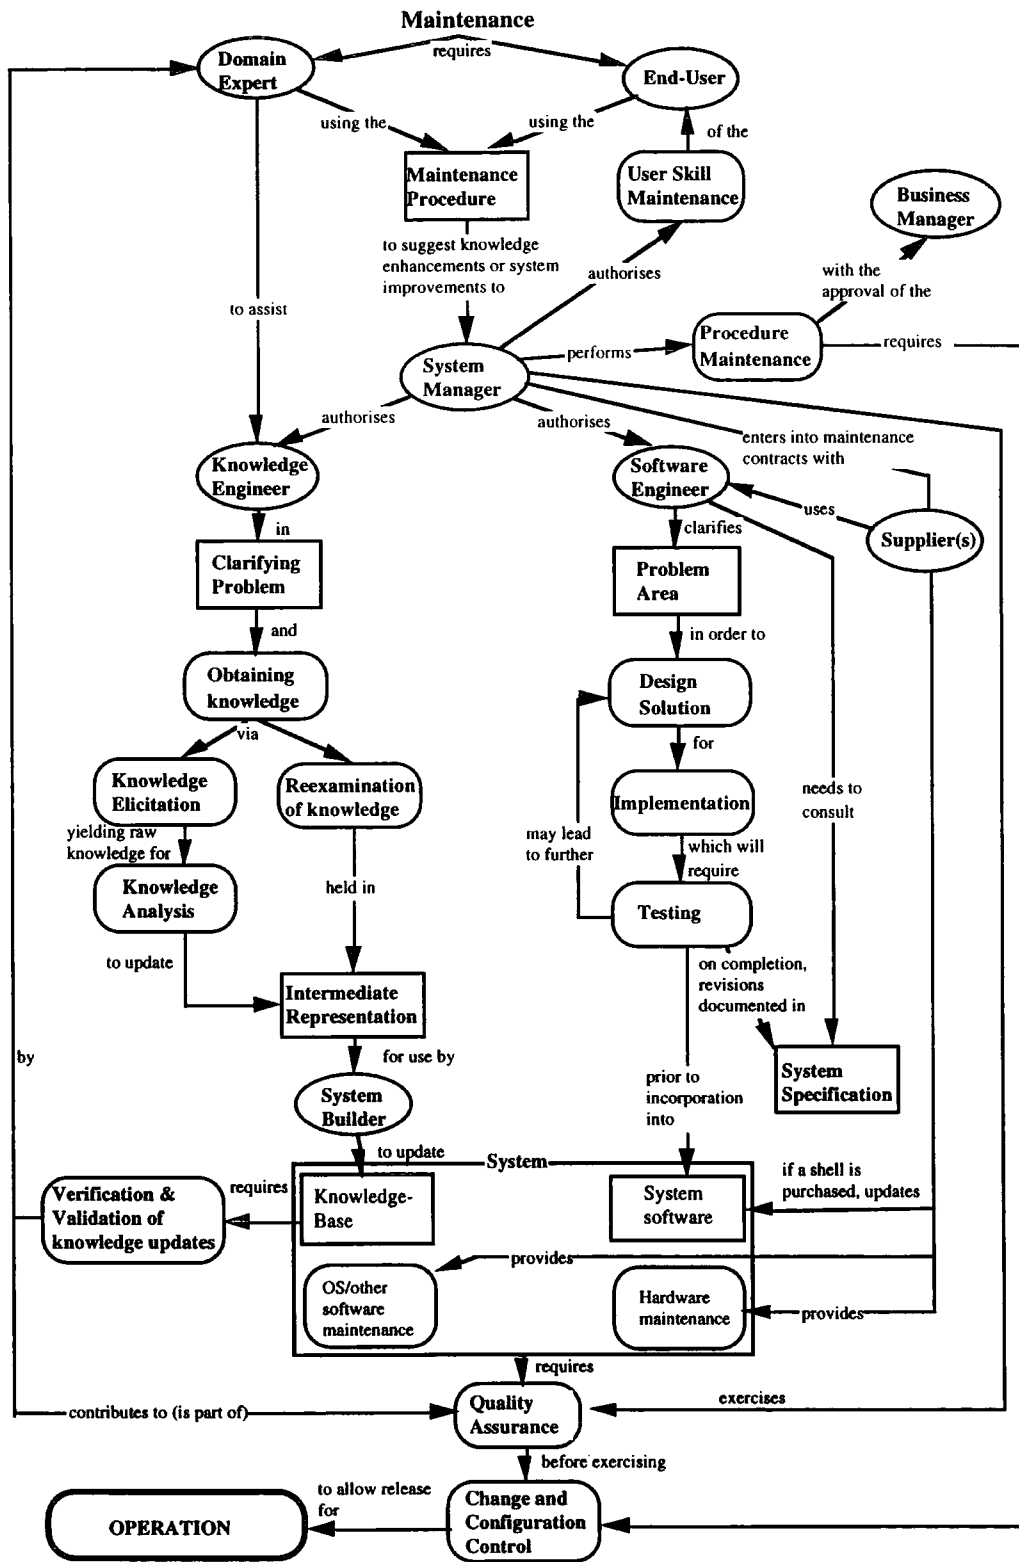 Maintenance
requires
Domain
Expert
End-User
using the
using the
of the
Maintenance
Procedure
User Skill
Maintenance
Business
Manager
to suggest knowledge
enhancements or system
improvements to
authorises
with the
approval of the
to assist
System
Manager
performs
Procedure
Maintenance
requires
authorises
authorises
enters into maintenance
contracts with
Knowledge
Engineer
Software
Engineer
uses
Supplier(s)
in
clarifies
Clarifying
Problem
Problem
Area
and
in order to
Obtaining
knowledge
Design
Solution
via
for
Knowledge
Elicitation
Reexamination
of knowledge
Implementation
needs to
consult
yielding raw
knowledge for
may lead
to further
which will
require
Knowledge
Analysis
held in
Testing
to update
on completion,
revisions
documented in
Intermediate
Representation
by
for use by
System
Specification
System
Builder
prior to
incorporation
into
to update
System
if a shell is
purchased, updates
Verification &
Validation of
knowledge updates
requires
Knowledge-
Base
System
software
provides
OS/other
software
maintenance
Hardware
maintenance
provides
requires
contributes to (is part of)
Quality
Assurance
exercises
before exercising
to allow release
for
OPERATION
Change and
Configuration
Control